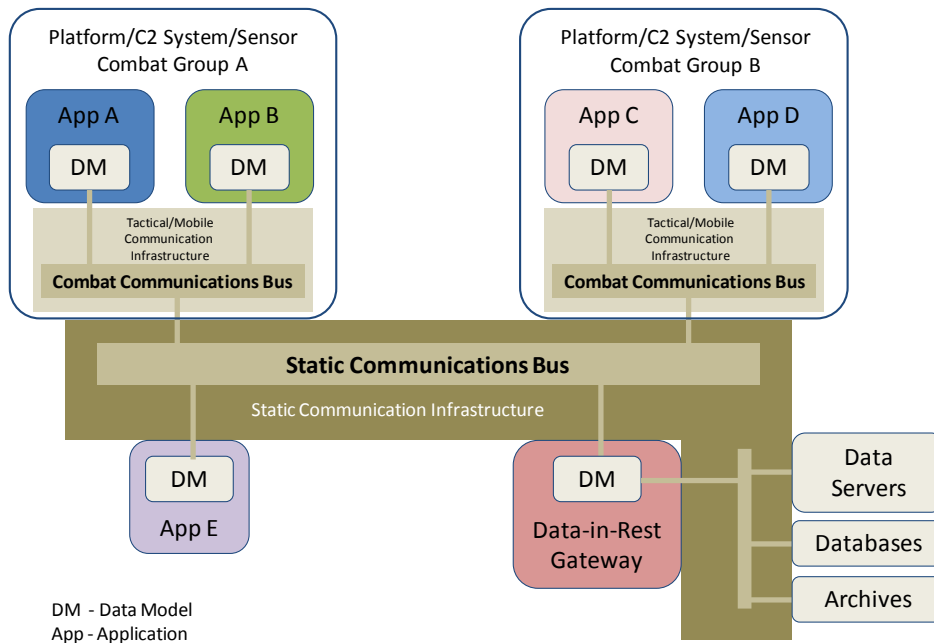 Platform/C2 System/Sensor
Combat Group A
App A
App B
DM
DM
Tactical/Mobile
Communication
Infrastructure
Combat Communications Bus
Platform/C2 System/Sensor
Combat Group B
App C
App D
DM
DM
Tactical/Mobile
Communication
Infrastructure
Combat Communications Bus
Static Communications Bus
Static Communication Infrastructure
DM
App E
DM
Data-in-Rest
Gateway
Data
Servers
Databases
Archives
DM - Data Model
App - Application